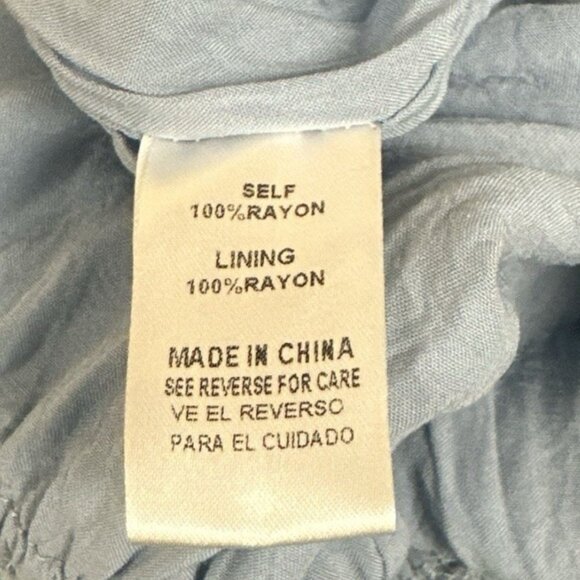 SELF
100%RAYON
LINING
100%RAYON
MADE IN CHINA
SEE REVERSE FOR CARE
VE EL REVERSO
PARA EL CUIDADO